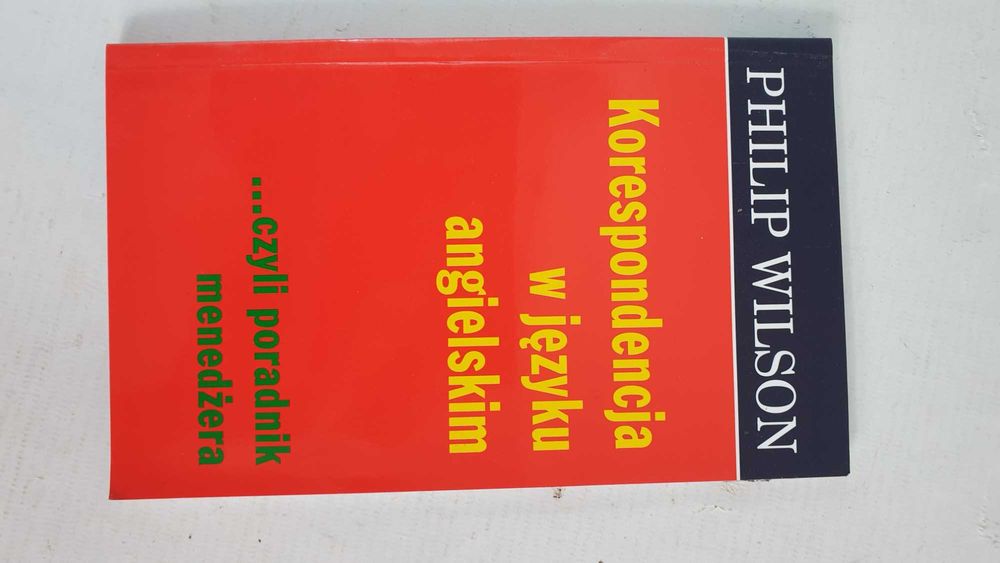 PHILIP WILSON
Korespondencja
w języku
angielskim
...czyli poradnik
menedżera